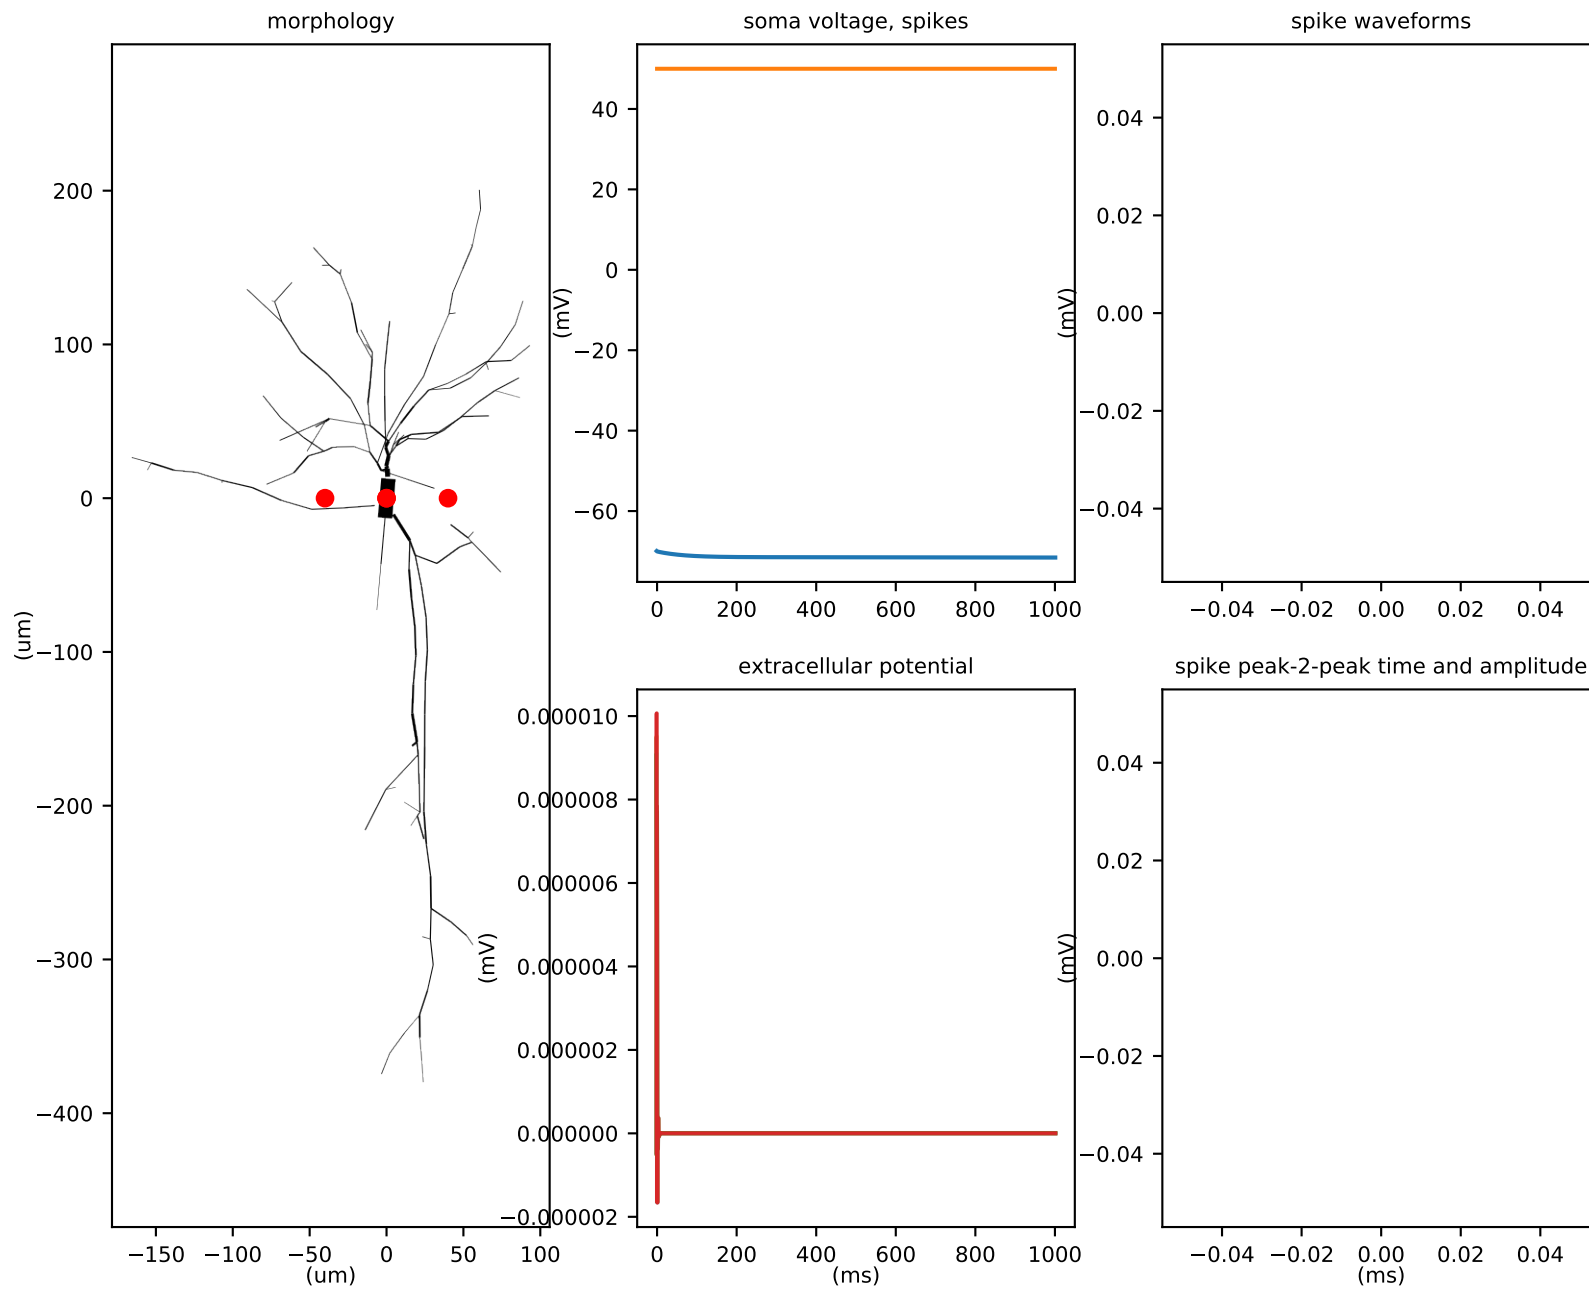 morphology
200
100
0
−100
−200
−300
−400
(um)
−150 −100 −50 0 50 100
(um)
soma voltage, spikes
40
20
0
−20
−40
−60
(mV)
0 200 400 600 800 1000
spike waveforms
0.04
0.02
0.00
−0.02
−0.04
(mV)
−0.04 −0.02 0.00 0.02 0.04
extracellular potential
0.000010
0.000008
0.000006
0.000004
0.000002
0.000000
−0.000002
(mV)
0 200 400 600 800 1000
(ms)
spike peak-2-peak time and amplitude
0.04
0.02
0.00
−0.02
−0.04
(mV)
−0.04 −0.02 0.00 0.02 0.04
(ms)